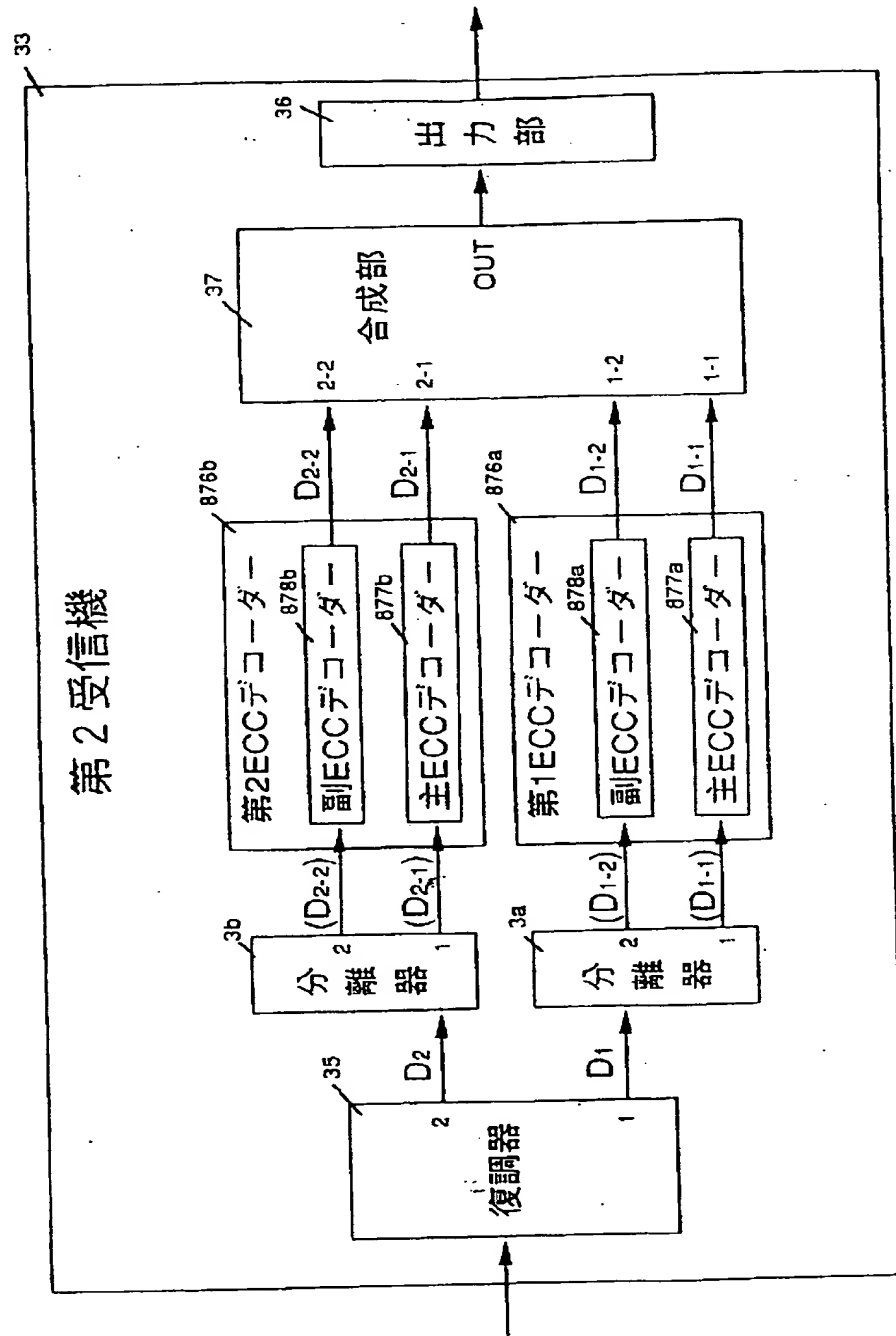 第2受信機
33
35
復調器
2
1
D2
D1
3b
分離器
2
1
(D2-2)
(D2-1)
3a
分離器
2
1
(D1-2)
(D1-1)
876b
第2ECCデコーダー
878b
副ECCデコーダー
877b
主ECCデコーダー
876a
第1ECCデコーダー
878a
副ECCデコーダー
877a
主ECCデコーダー
D2-2
D2-1
D1-2
D1-1
37
合成部
2-2
2-1
1-2
1-1
OUT
36
出力部